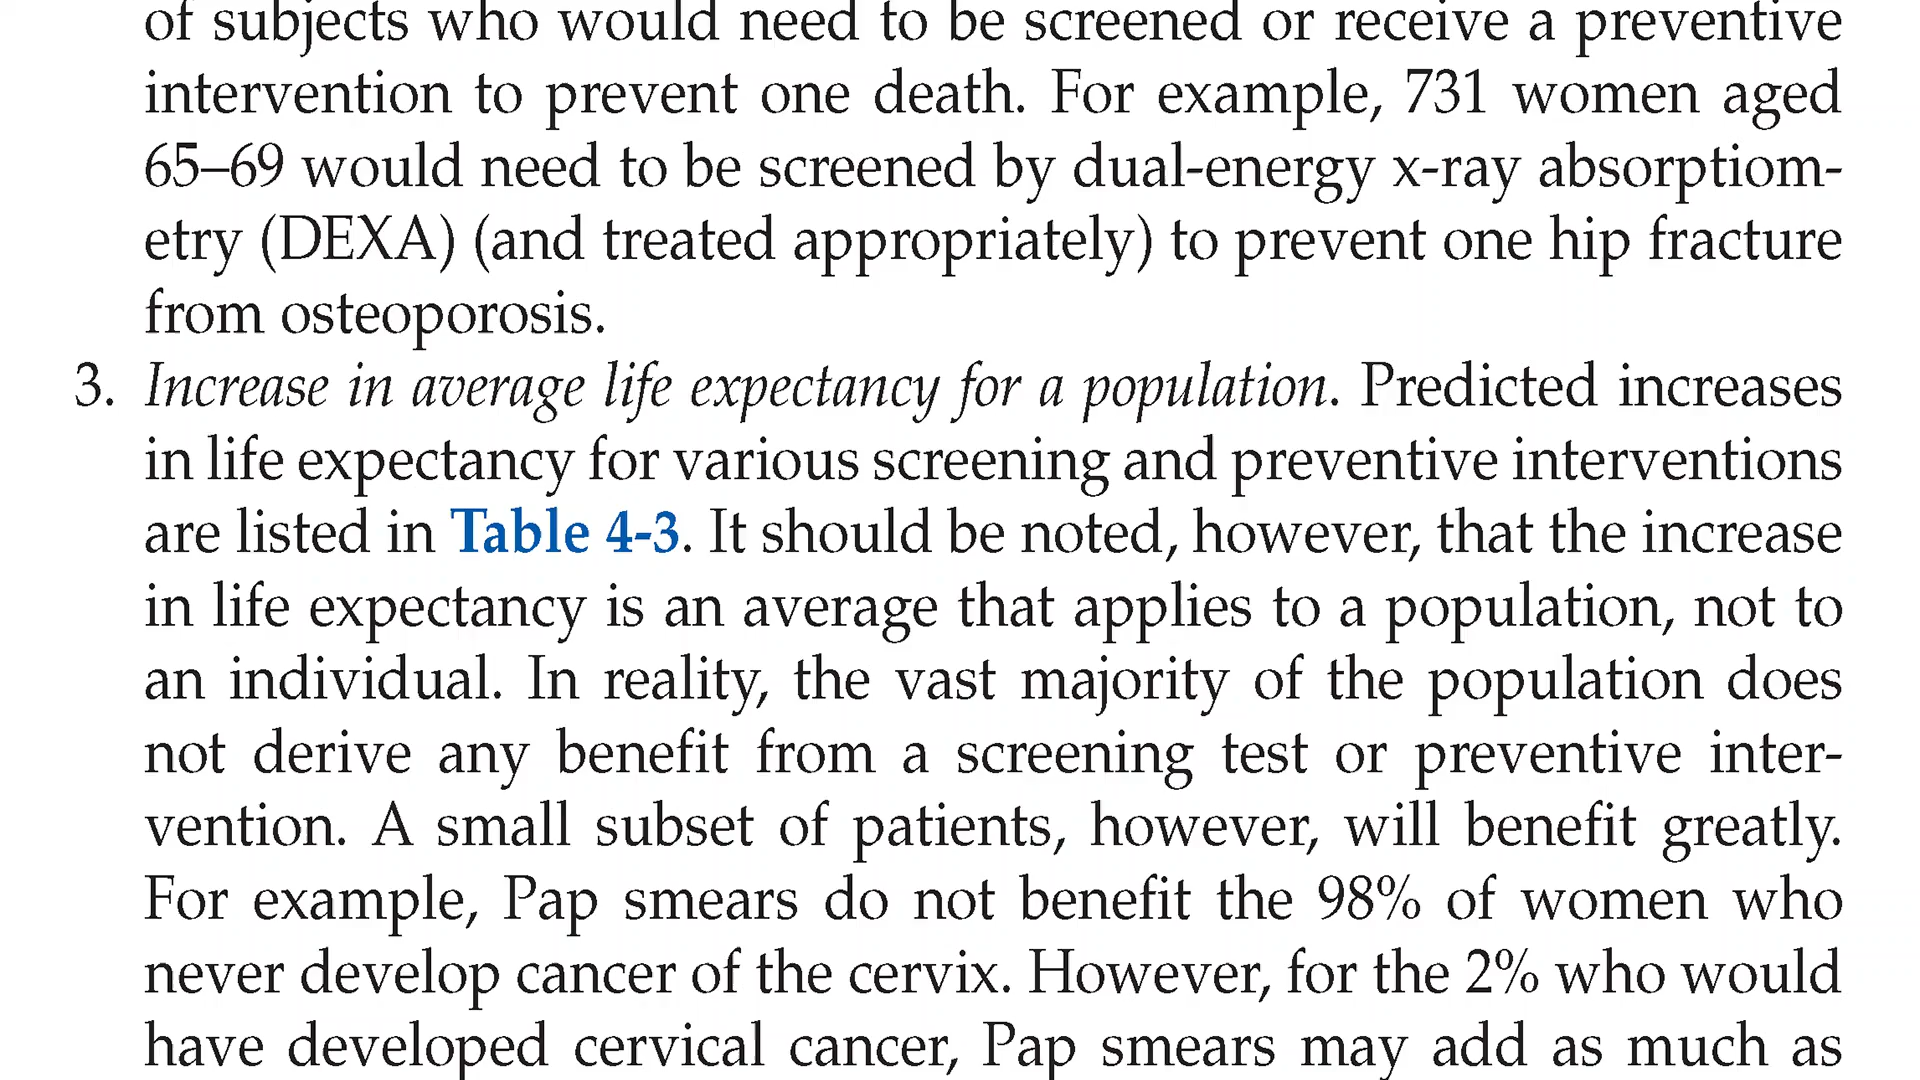 of subjects who would need to be screened or receive a preventive
intervention to prevent one death. For example, 731 women aged
65–69 would need to be screened by dual-energy x-ray absorptiom-
etry (DEXA) (and treated appropriately) to prevent one hip fracture
from osteoporosis.
3. Increase in average life expectancy for a population. Predicted increases
in life expectancy for various screening and preventive interventions
are listed in Table 4-3. It should be noted, however, that the increase
in life expectancy is an average that applies to a population, not to
an individual. In reality, the vast majority of the population does
not derive any benefit from a screening test or preventive inter-
vention. A small subset of patients, however, will benefit greatly.
For example, Pap smears do not benefit the 98% of women who
never develop cancer of the cervix. However, for the 2% who would
have developed cervical cancer, Pap smears may add as much as